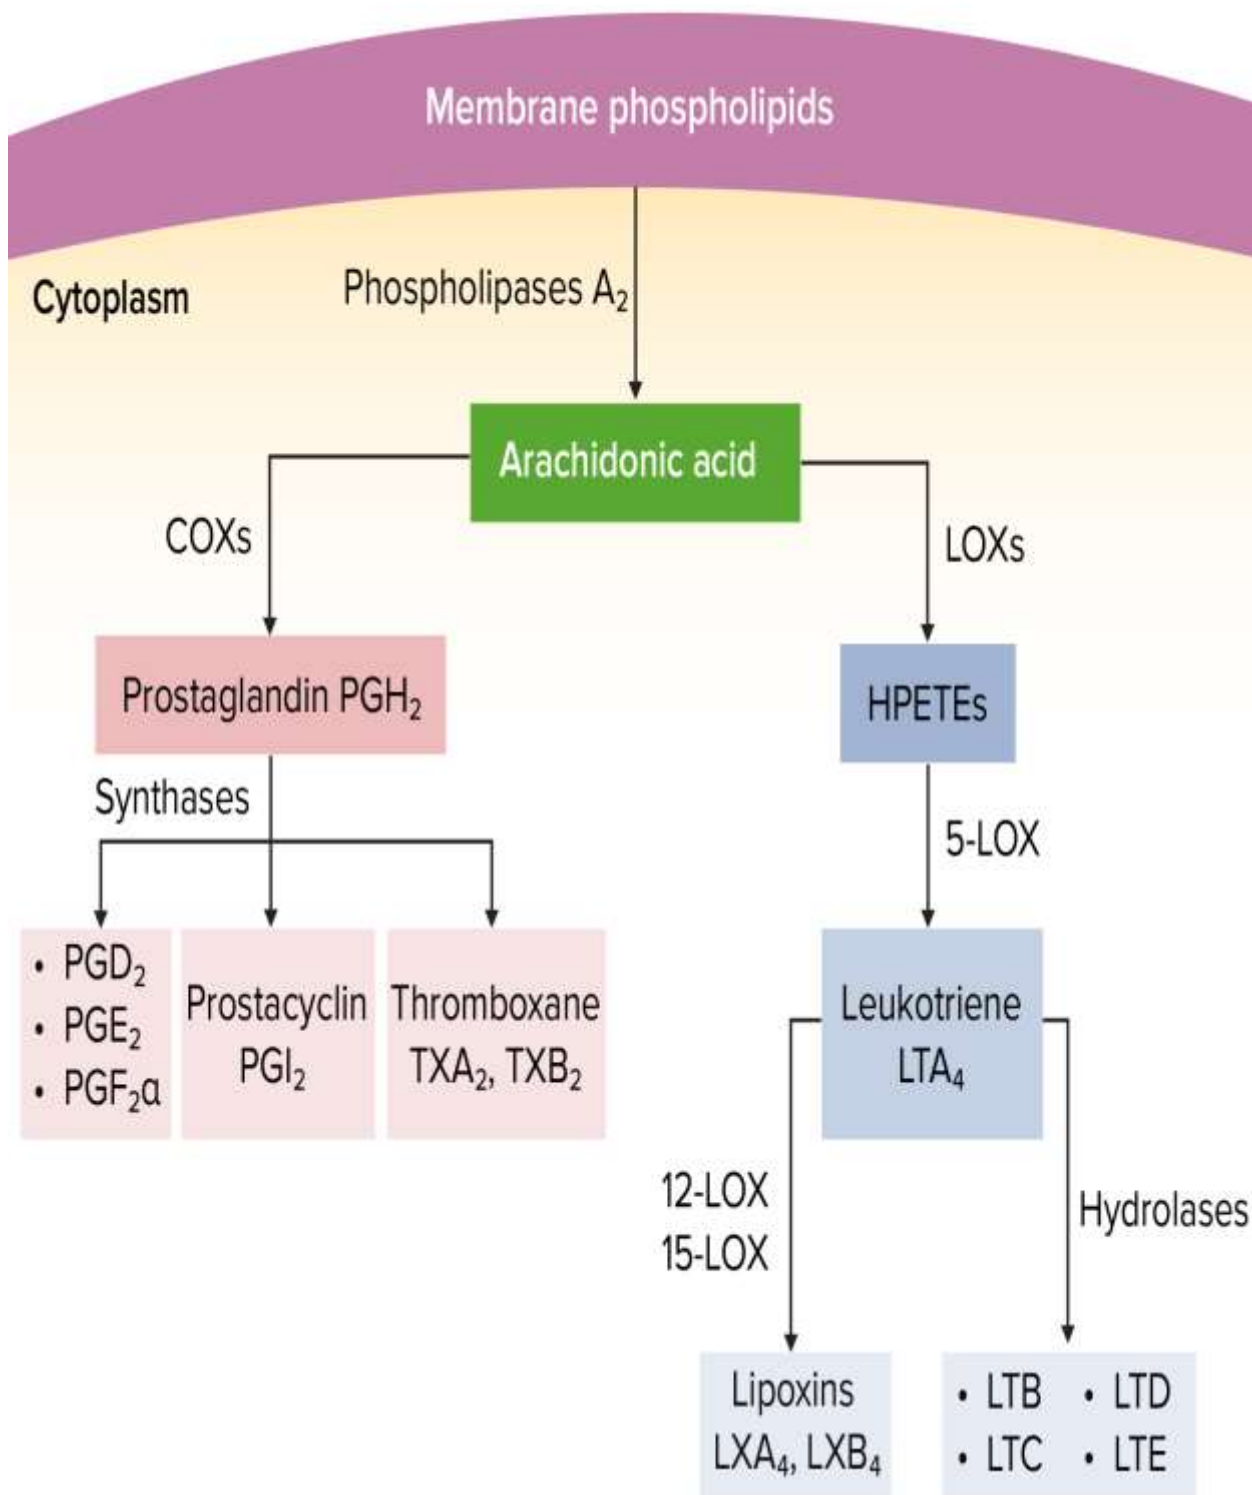 Membrane phospholipids
Cytoplasm
Phospholipases A₂
Arachidonic acid
COXs
LOXs
Prostaglandin PGH₂
HPETEs
Synthases
5-LOX
• PGD₂
• PGE₂
• PGF₂α
Prostacyclin
PGI₂
Thromboxane
TXA₂, TXB₂
Leukotriene
LTA₄
12-LOX
15-LOX
Hydrolases
Lipoxins
LXA₄, LXB₄
• LTB • LTD
• LTC • LTE